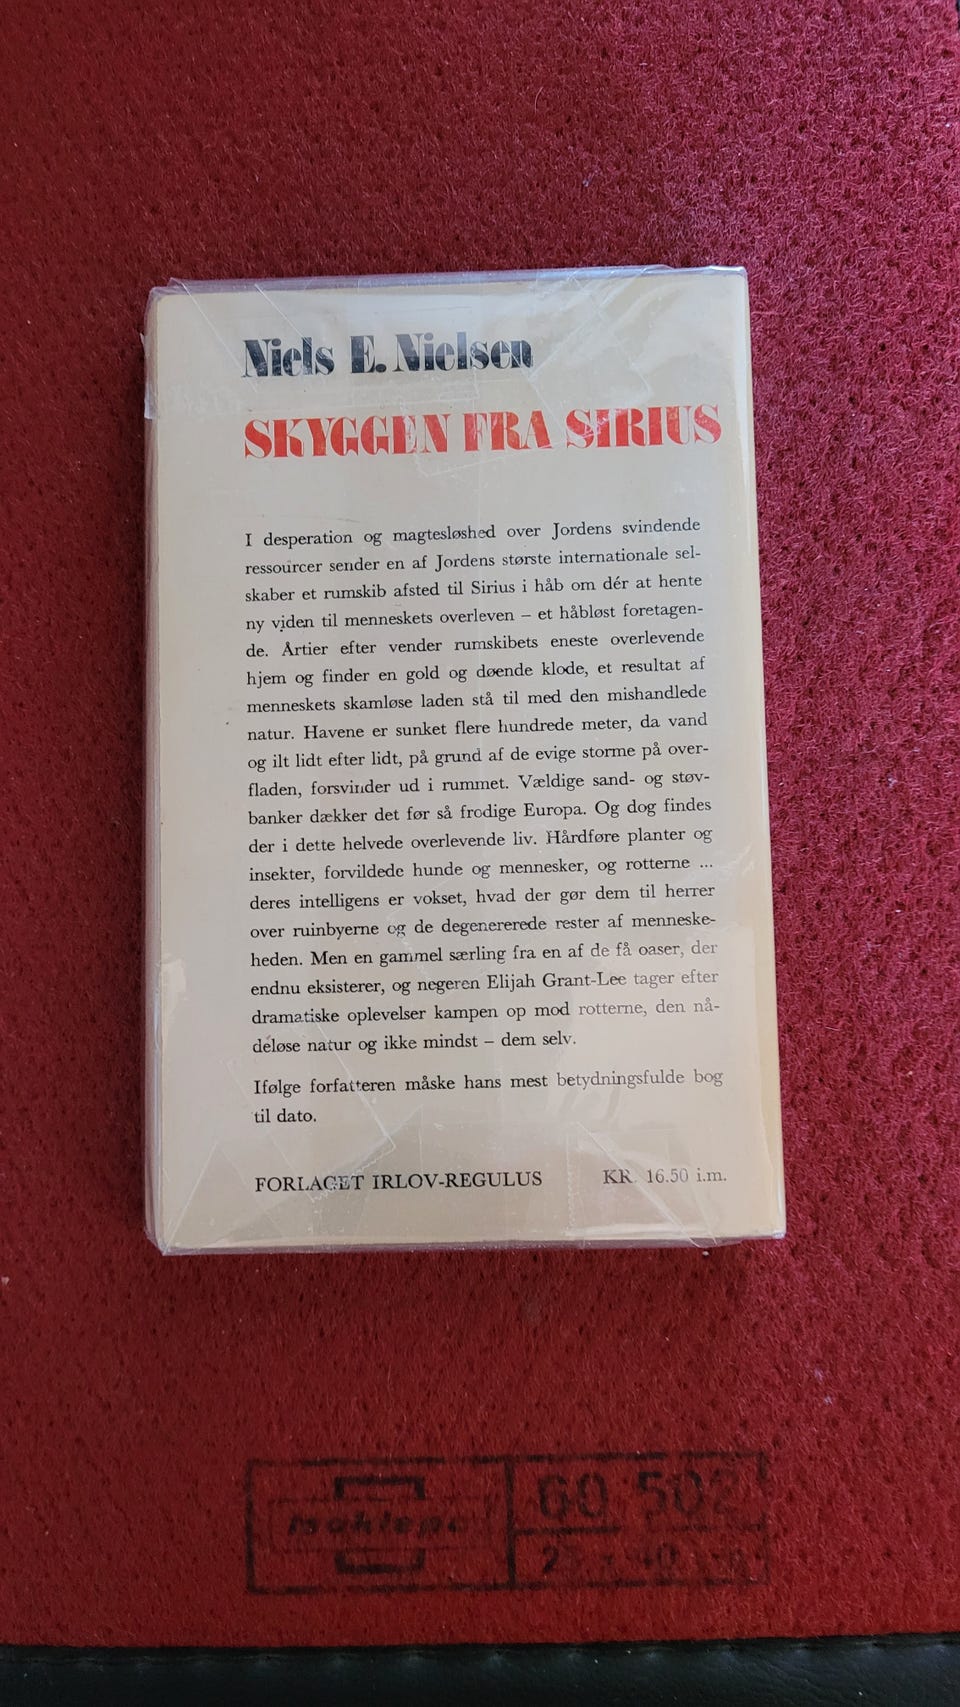 Niels E. Nielsen
SKYGGEN FRA SIRIUS
I desperation og magtesløshed over Jordens svindende
ressourcer sender en af Jordens største internationale sel-
skaber et rumskib afsted til Sirius i håb om dér at hente
ny viden til menneskets overleven – et håbløst foretagen-
de. Årtier efter vender rumskibets eneste overlevende
hjem og finder en gold og døende klode, et resultat af
menneskets skamløse laden stå til med den mishandlede
natur. Havene er sunket flere hundrede meter, da vand
og ilt lidt efter lidt, på grund af de evige storme på over-
fladen, forsvinder ud i rummet. Vældige sand- og støv-
banker dækker det før så frodige Europa. Og dog findes
der i dette helvede overlevende liv. Hårdføre planter og
insekter, forvildede hunde og mennesker, og rotterne ...
deres intelligens er vokset, hvad der gør dem til herrer
over ruinbyerne og de degenererede rester af menneske-
heden. Men en gammel særling fra en af de få oaser, der
endnu eksisterer, og negeren Elijah Grant-Lee tager efter
dramatiske oplevelser kampen op mod rotterne, den nå-
deløse natur og ikke mindst – dem selv.
Ifølge forfatteren måske hans mest betydningsfulde bog
til dato.
FORLAGET IRLOV-REGULUS KR. 16.50 i.m.
GO 502